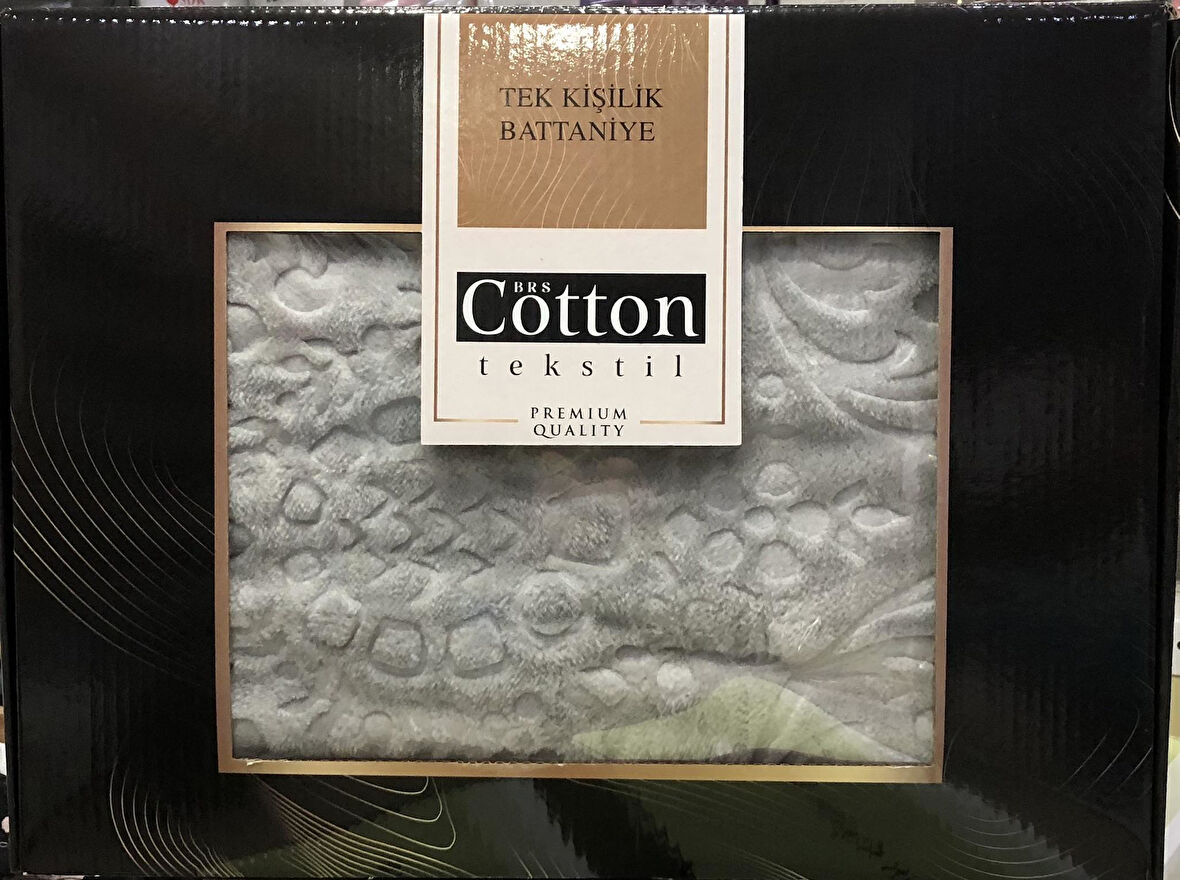 TEK KİŞİLİK
BATTANİYE
BRS
Cotton
tekstil
PREMIUM
QUALITY